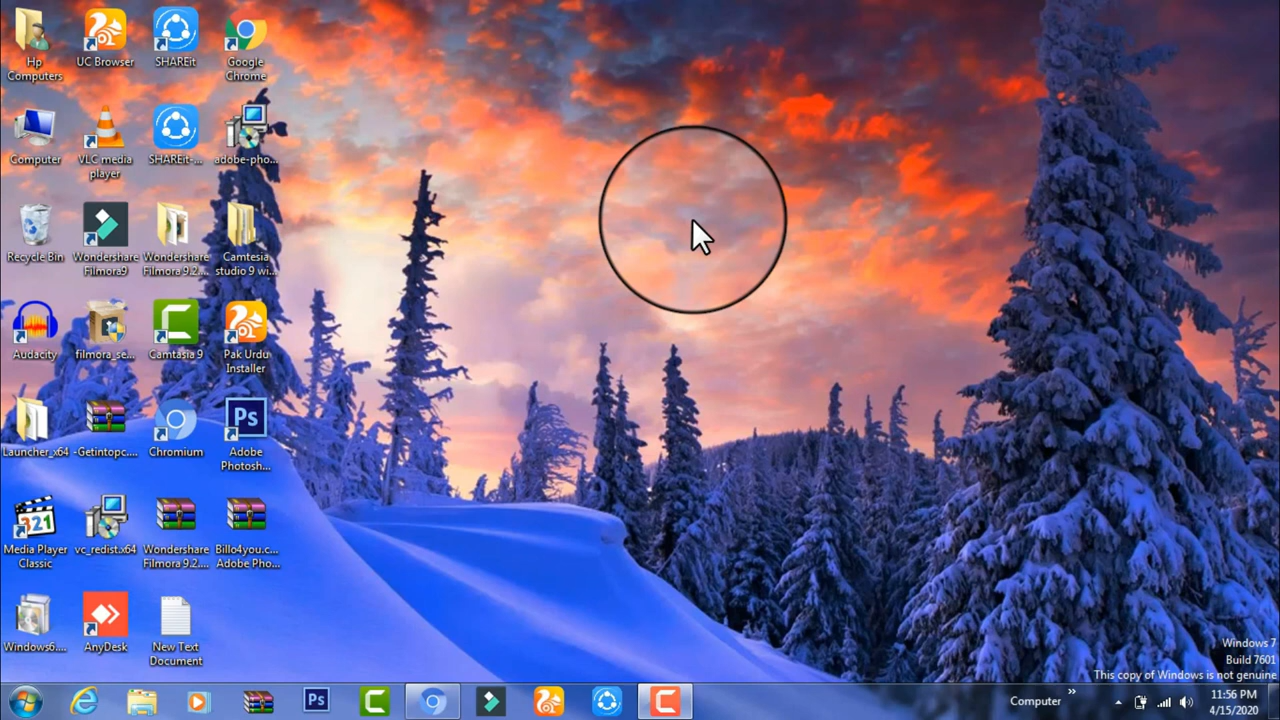 Hp
Computers
UC Browser
SHAREit
Google
Chrome
Computer
VLC media
player
SHAREit-...
adobe-pho...
Recycle Bin
Wondershare
Filmora9
Wondershare
Filmora 9.2....
Camtesia
studio 9 wi...
Audacity
filmora_se...
Camtasia 9
Pak Urdu
Installer
Launcher_x64
-Getintopc....
Chromium
Ps
Adobe
Photosh...
321
Media Player
Classic
vc_redist.x64
Wondershare
Filmora 9.2....
Billo4you.c...
Adobe Pho...
Windows6....
AnyDesk
New Text
Document
Windows 7
Build 7601
This copy of Windows is not genuine
Ps
Computer
11:56 PM
4/15/2020